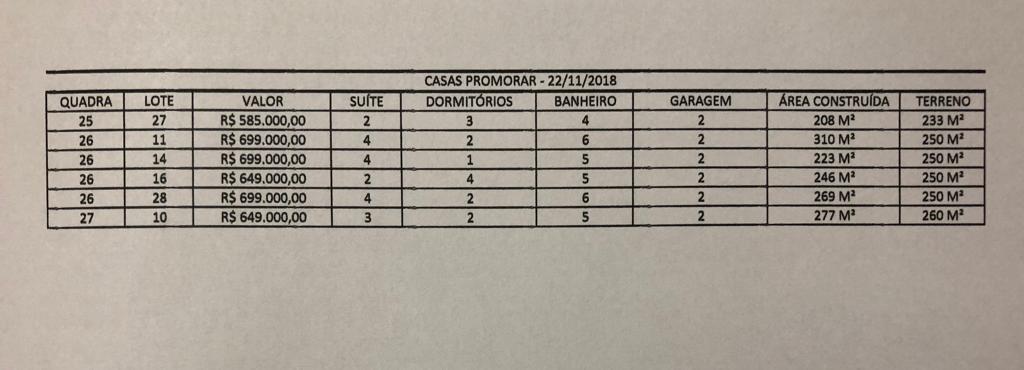 CASAS PROMORAR - 22/11/2018
QUADRA LOTE VALOR SUÍTE DORMITÓRIOS BANHEIRO GARAGEM ÁREA CONSTRUÍDA TERRENO
25 27 R$ 585.000,00 2 3 4 2 208 M² 233 M²
26 11 R$ 699.000,00 4 2 6 2 310 M² 250 M²
26 14 R$ 699.000,00 4 1 5 2 223 M² 250 M²
26 16 R$ 649.000,00 2 4 5 2 246 M² 250 M²
26 28 R$ 699.000,00 4 2 6 2 269 M² 250 M²
27 10 R$ 649.000,00 3 2 5 2 277 M² 260 M²